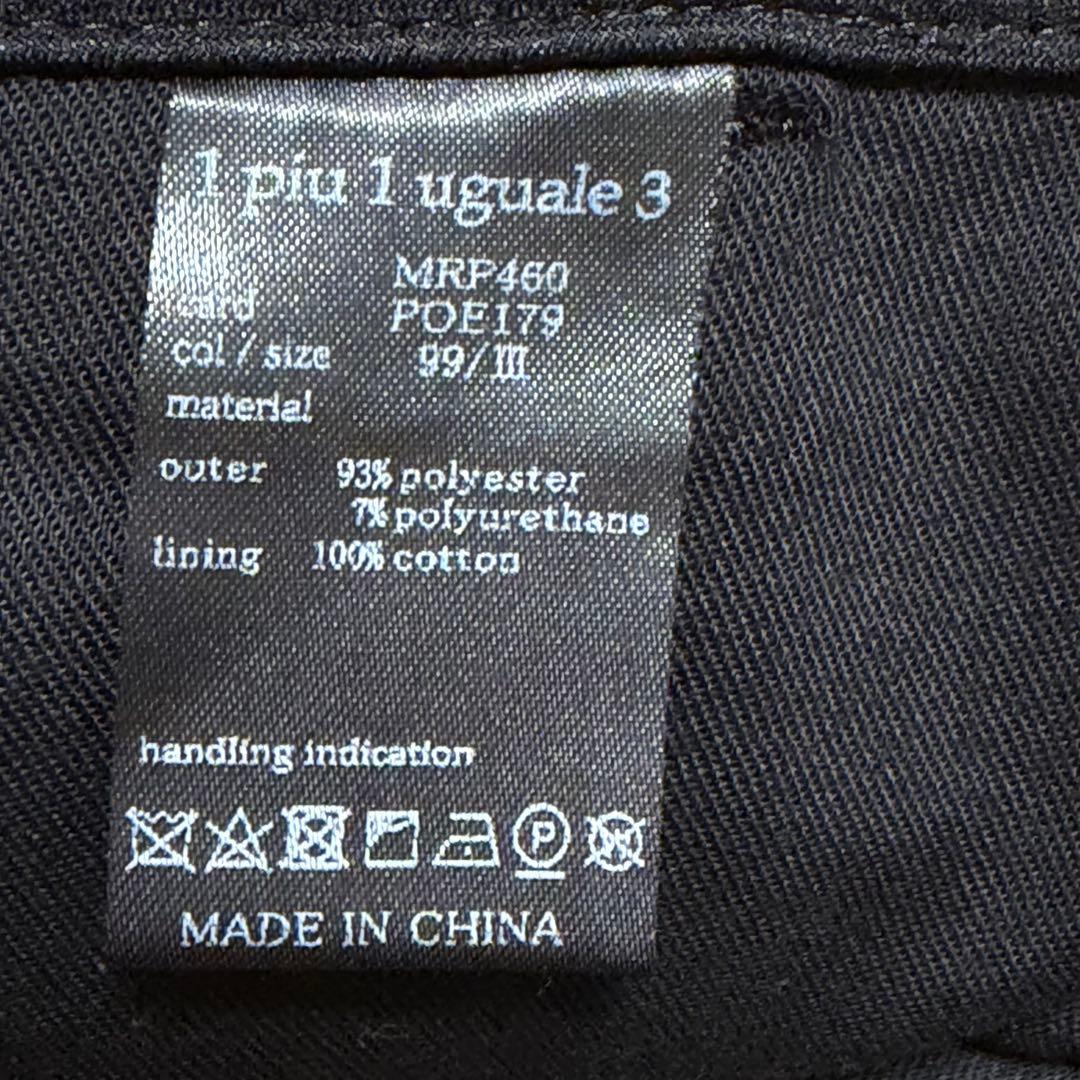 1 piu 1 uguale 3
MRP460
card POE179
col / size 99/III
material
outer 93% polyester
7% polyurethane
lining 100% cotton
handling indication
P W
MADE IN CHINA